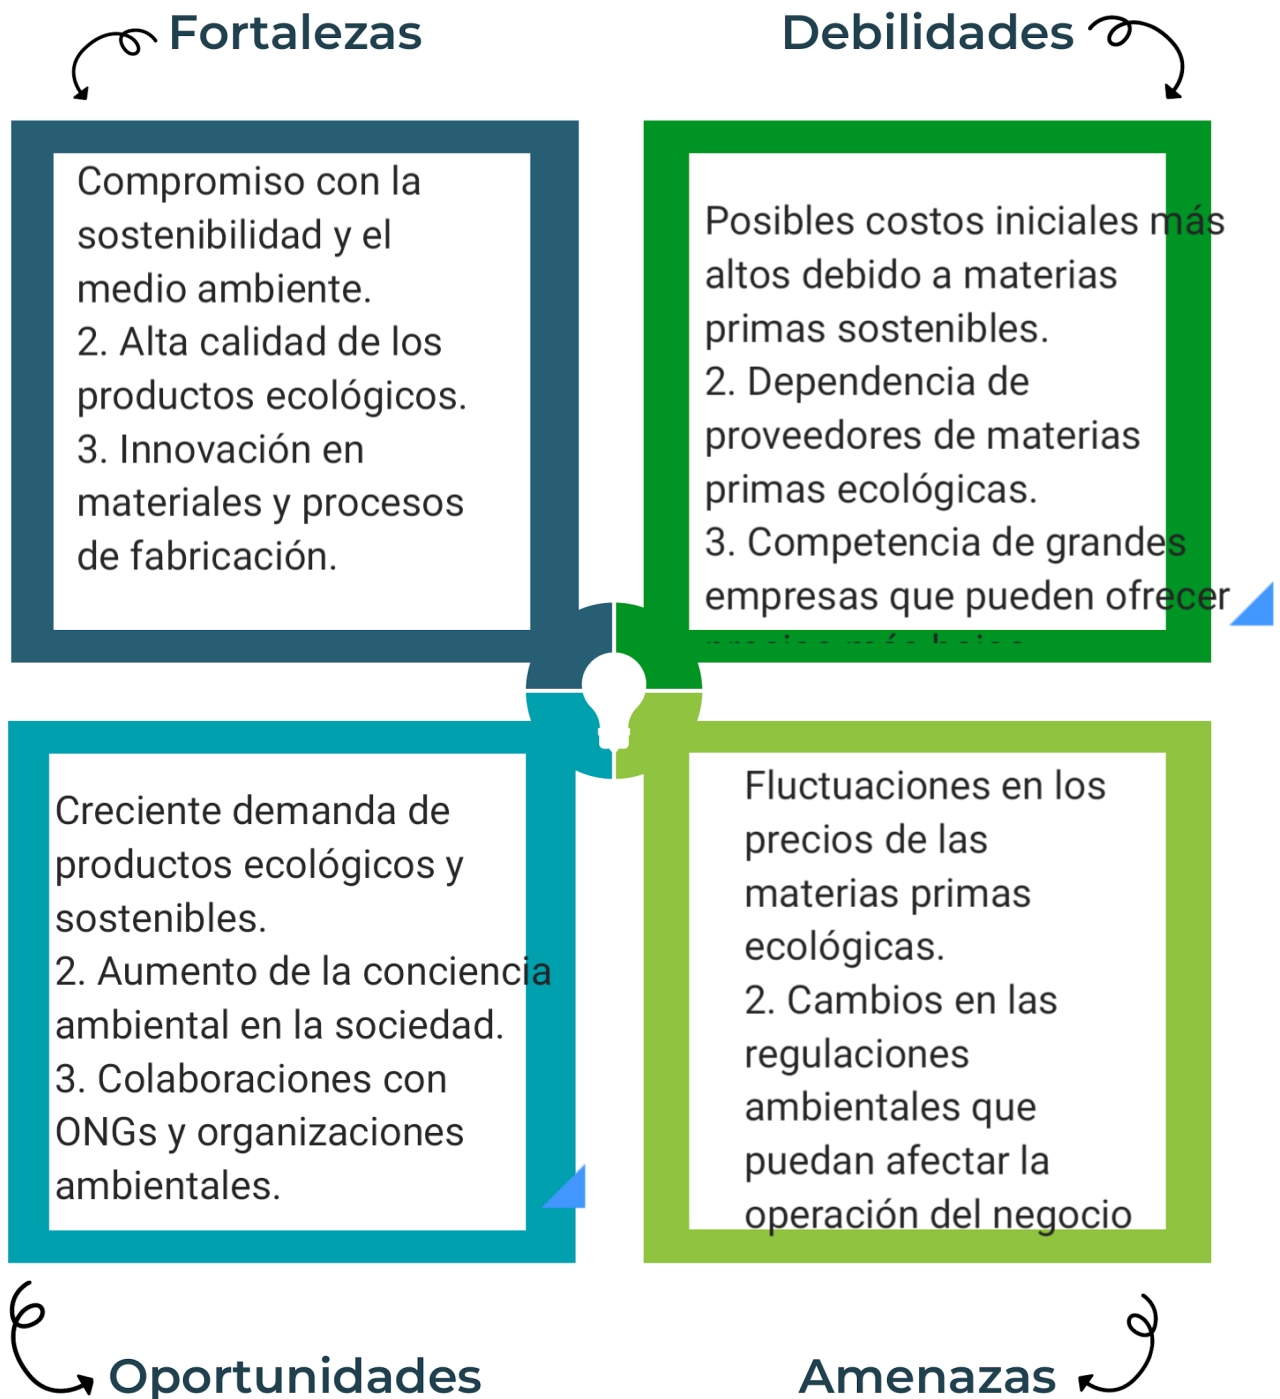 Fortalezas
Compromiso con la
sostenibilidad y el
medio ambiente.
2. Alta calidad de los
productos ecológicos.
3. Innovación en
materiales y procesos
de fabricación.
Debilidades
Posibles costos iniciales más
altos debido a materias
primas sostenibles.
2. Dependencia de
proveedores de materias
primas ecológicas.
3. Competencia de grandes
empresas que pueden ofrecer
Creciente demanda de
productos ecológicos y
sostenibles.
2. Aumento de la conciencia
ambiental en la sociedad.
3. Colaboraciones con
ONGs y organizaciones
ambientales.
Oportunidades
Fluctuaciones en los
precios de las
materias primas
ecológicas.
2. Cambios en las
regulaciones
ambientales que
puedan afectar la
operación del negocio
Amenazas